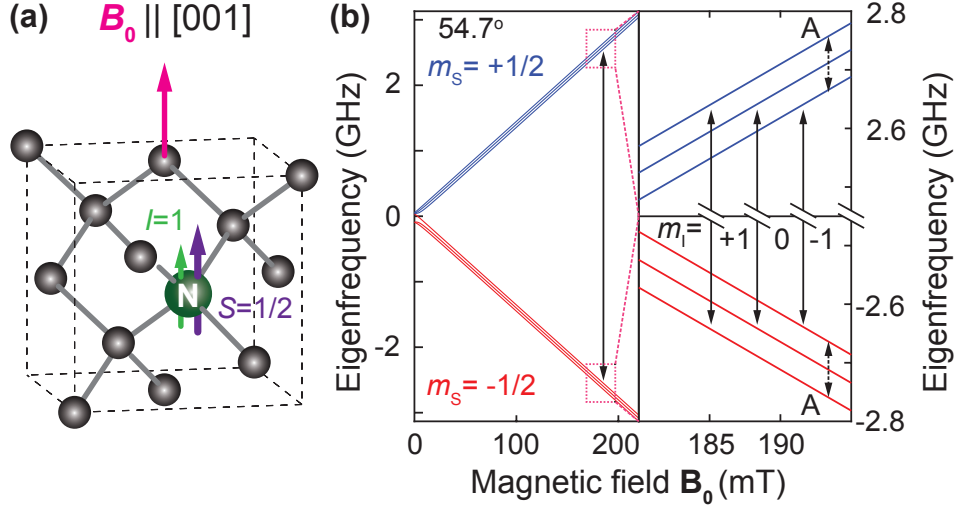 (a)
B₀ || [001]
I=1
N
S=1/2
(b)
54.7°
mS = +1/2
mS = -1/2
Eigenfrequency (GHz)
2
0
-2
0
100
200
A
A
mI = +1 0 -1
185
190
2.8
2.6
-2.6
-2.8
Eigenfrequency (GHz)
Magnetic field B₀ (mT)